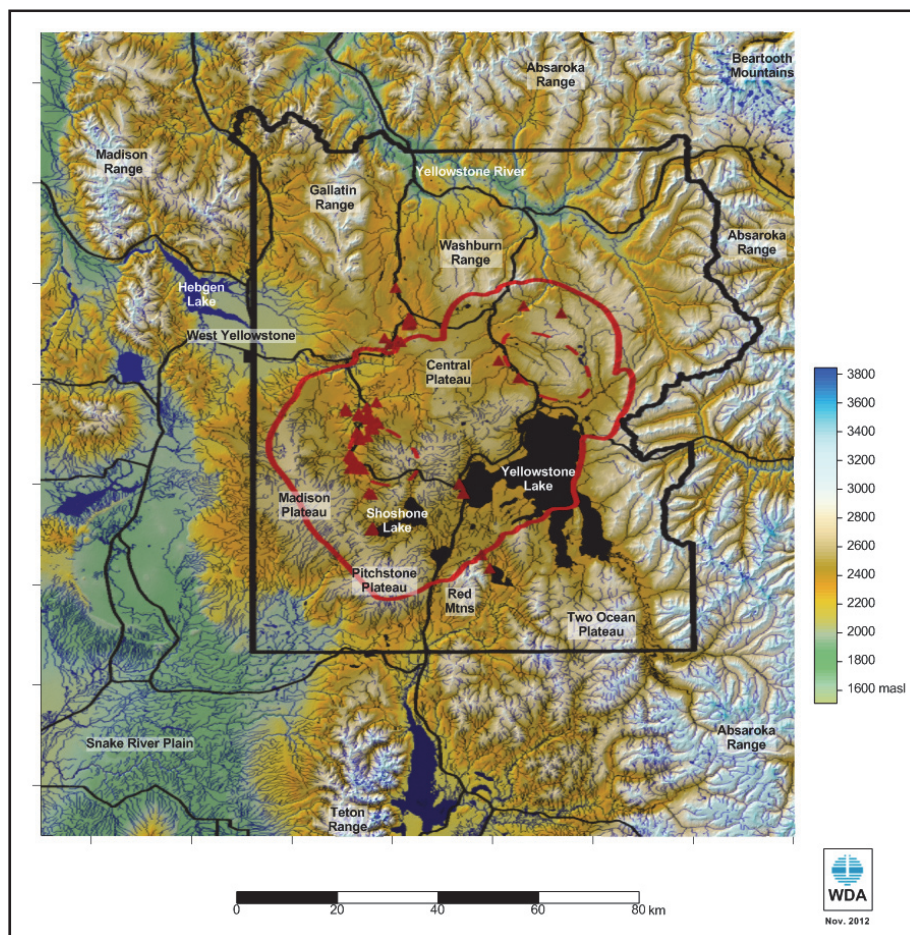 Beartooth
Mountains
Absaroka
Range
Madison
Range
Yellowstone River
Gallatin
Range
Washburn
Range
Absaroka
Range
Hebgen
Lake
West Yellowstone
Central
Plateau
Yellowstone
Lake
Madison
Plateau
Shoshone
Lake
Pitchstone
Plateau
Red
Mtns
Two Ocean
Plateau
Snake River Plain
Absaroka
Range
Teton
Range
3800
3600
3400
3200
3000
2800
2600
2400
2200
2000
1800
1600 masl
0 20 40 60 80 km
WDA
Nov. 2012